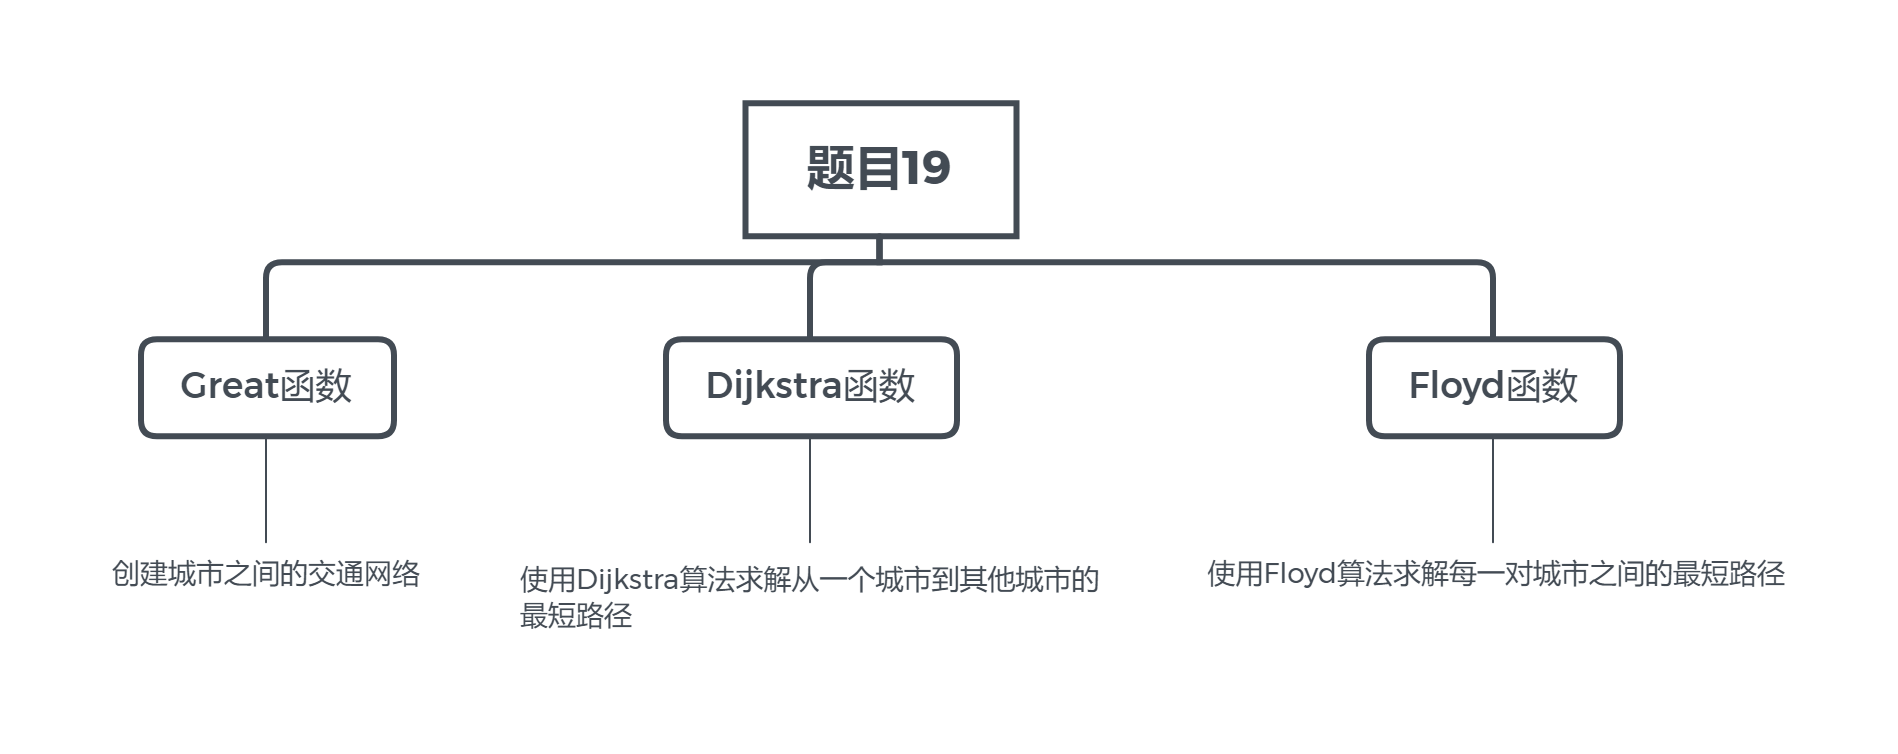 题目19
Great函数
Dijkstra函数
Floyd函数
创建城市之间的交通网络
使用Dijkstra算法求解从一个城市到其他城市的
最短路径
使用Floyd算法求解每一对城市之间的最短路径